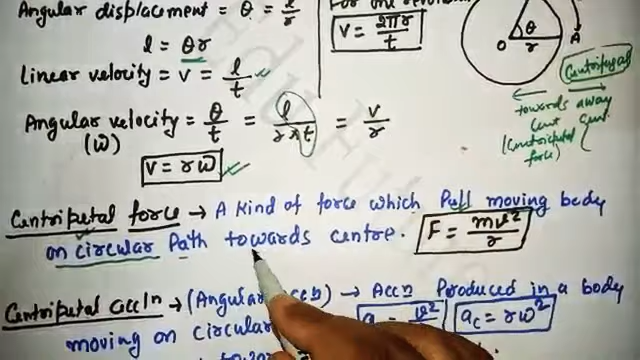 Angular displacement = θ = l/r
l = θr
For one
V = 2πr/t
θ
O r A
Linear velocity = V = l/t
Centrifugal
towards away
cent cent
(Centripetal
force)
Angular velocity = θ/t = l/r×t = V/r
(W)
V = rω
Centripetal force → A kind of force which Pull moving body
on circular Path towards centre. F = mv²/r
Centripetal accln → (Angular → Accn Produced in a body
moving on circular v² a_c = rω²